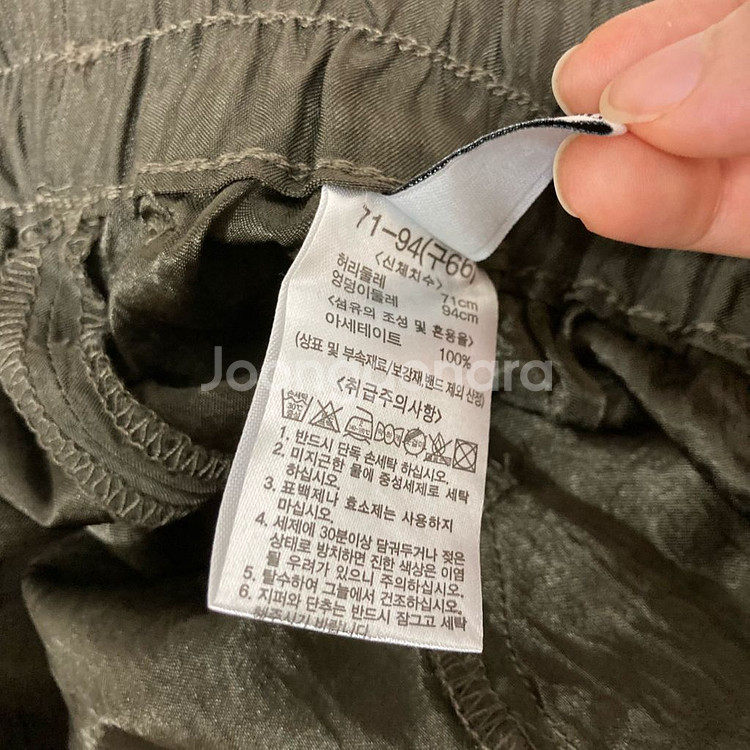 71-94(구66)
<신체치수>
허리둘레 71cm
엉덩이둘레 94cm
<섬유의 조성 및 혼용율>
아세테이트 100%
(상표 및 부속재료/보강재,밴드 제외 산정)
Joonggonara
<취급주의사항>
1. 반드시 단독 손세탁 하십시오.
2. 미지근한 물에 중성세제로 세탁
하십시오.
3. 표백제나 효소제는 사용하지
마십시오.
4. 세제에 30분이상 담궈두거나 젖은
상태로 방치하면 진한 색상은 이염
될 우려가 있으니 주의하십시오.
5. 탈수하여 그늘에서 건조하십시오.
6. 지퍼와 단추는 반드시 잠그고 세탁
해주시기 바랍니다.